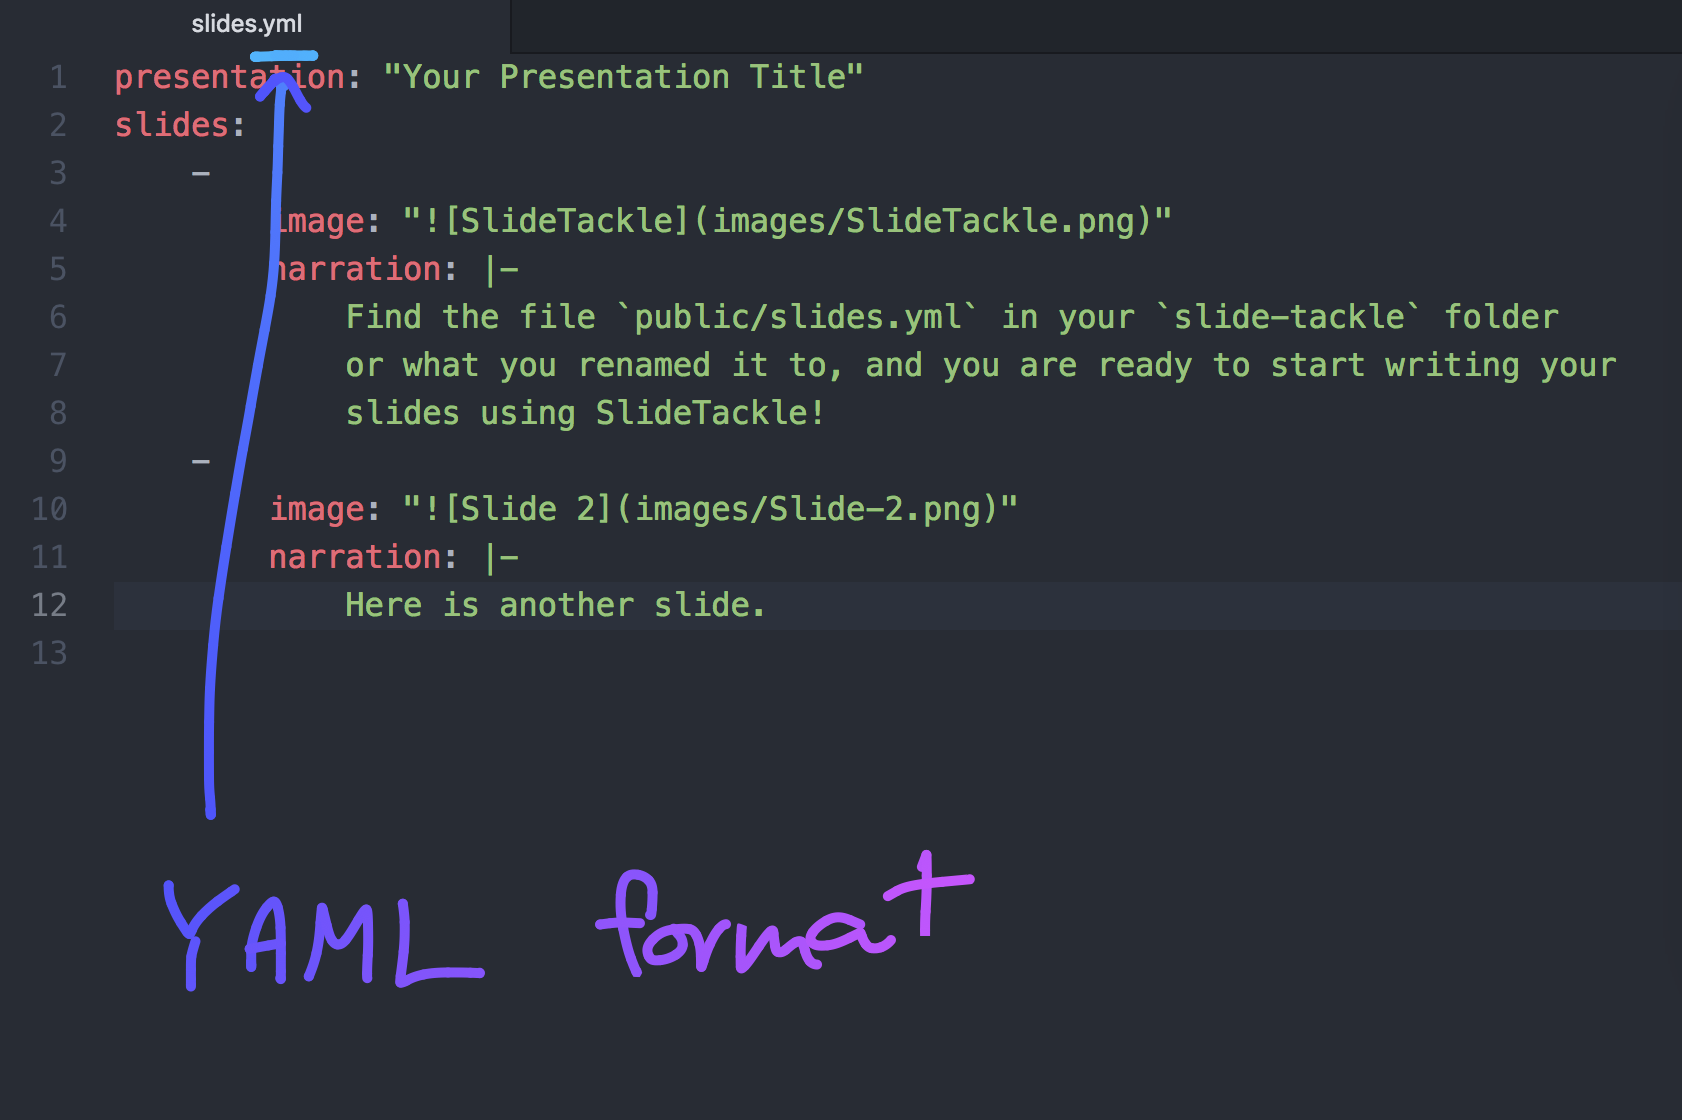 slides.yml
1 presentation: "Your Presentation Title"
2 slides:
3 -
4 image: "![SlideTackle](images/SlideTackle.png)"
5 narration: |-
6 Find the file `public/slides.yml` in your `slide-tackle` folder
7 or what you renamed it to, and you are ready to start writing your
8 slides using SlideTackle!
9 -
10 image: "![Slide 2](images/Slide-2.png)"
11 narration: |-
12 Here is another slide.
13
YAML format